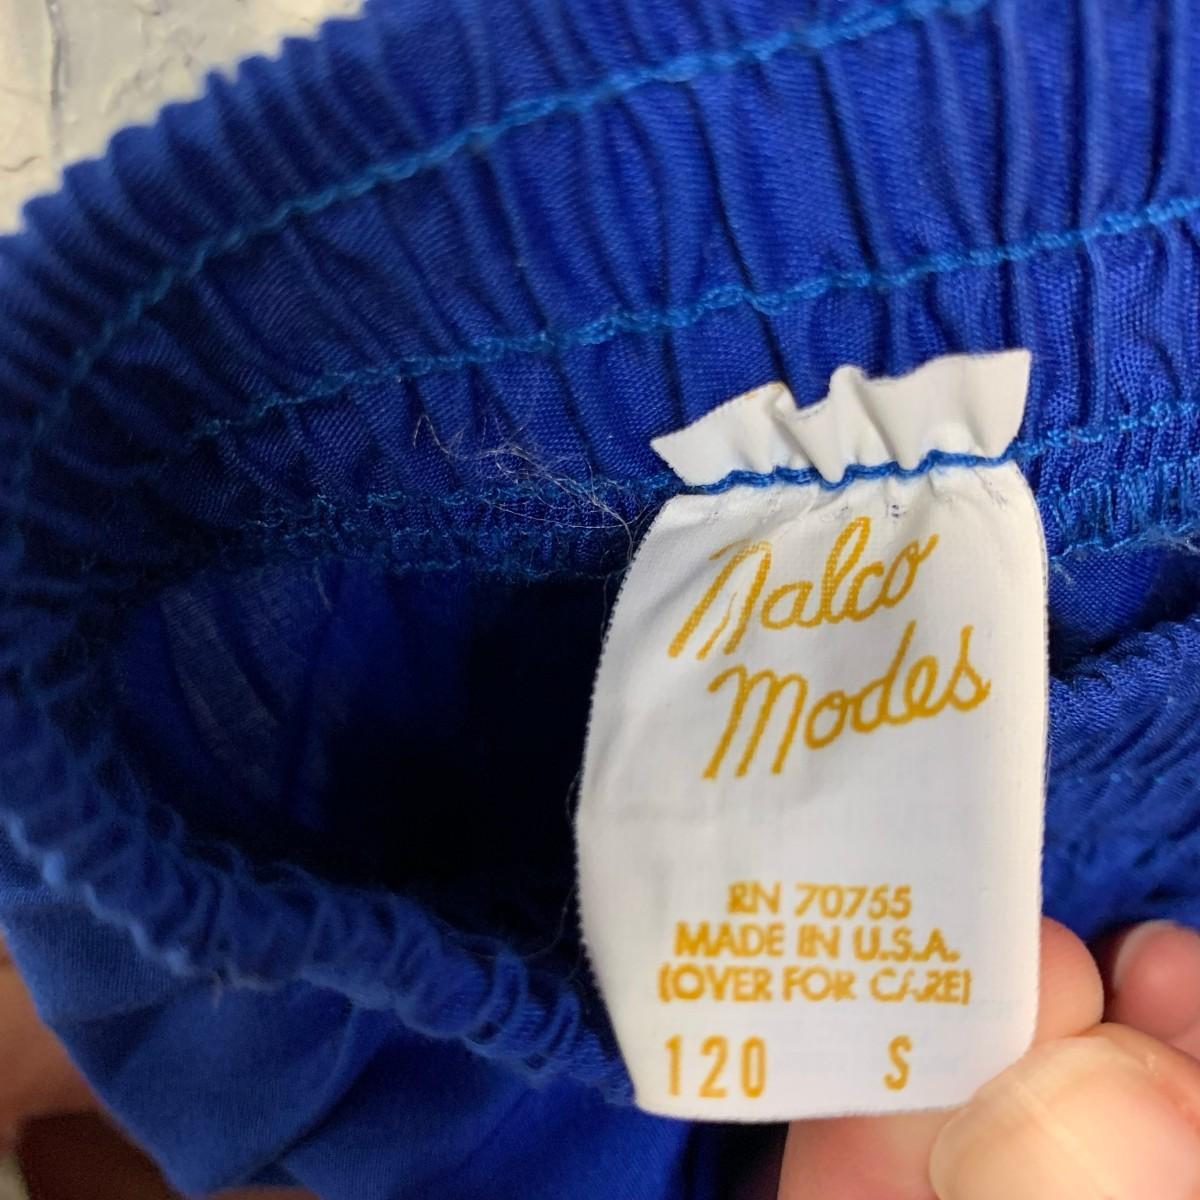 Nalco
Modes
RN 70755
MADE IN U.S.A.
(OVER FOR CARE)
120 S